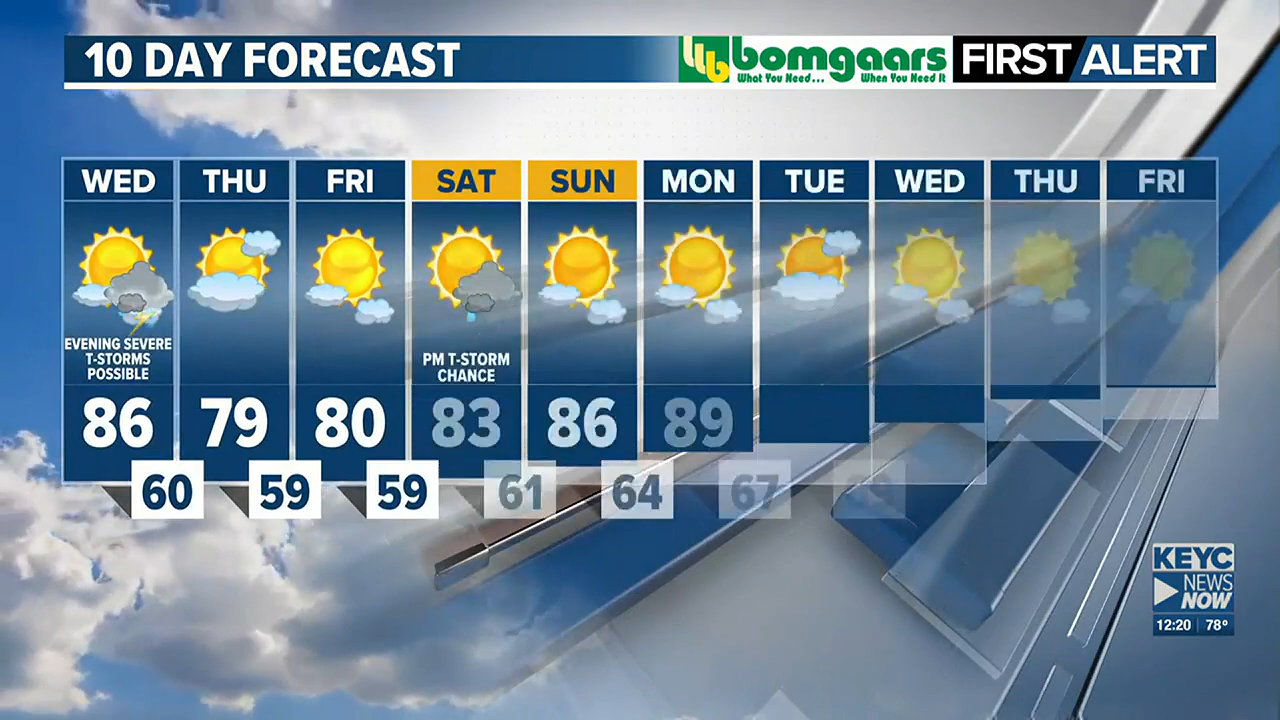 10 DAY FORECAST
bomgaars
What You Need... When You Need It
FIRST ALERT
WED THU FRI SAT SUN MON TUE WED THU FRI
EVENING SEVERE
T-STORMS
POSSIBLE
PM T-STORM
CHANCE
86 79 80 83 86 89
60 59 59 61 64 67
KEYC
NEWS
NOW
12:20 78°